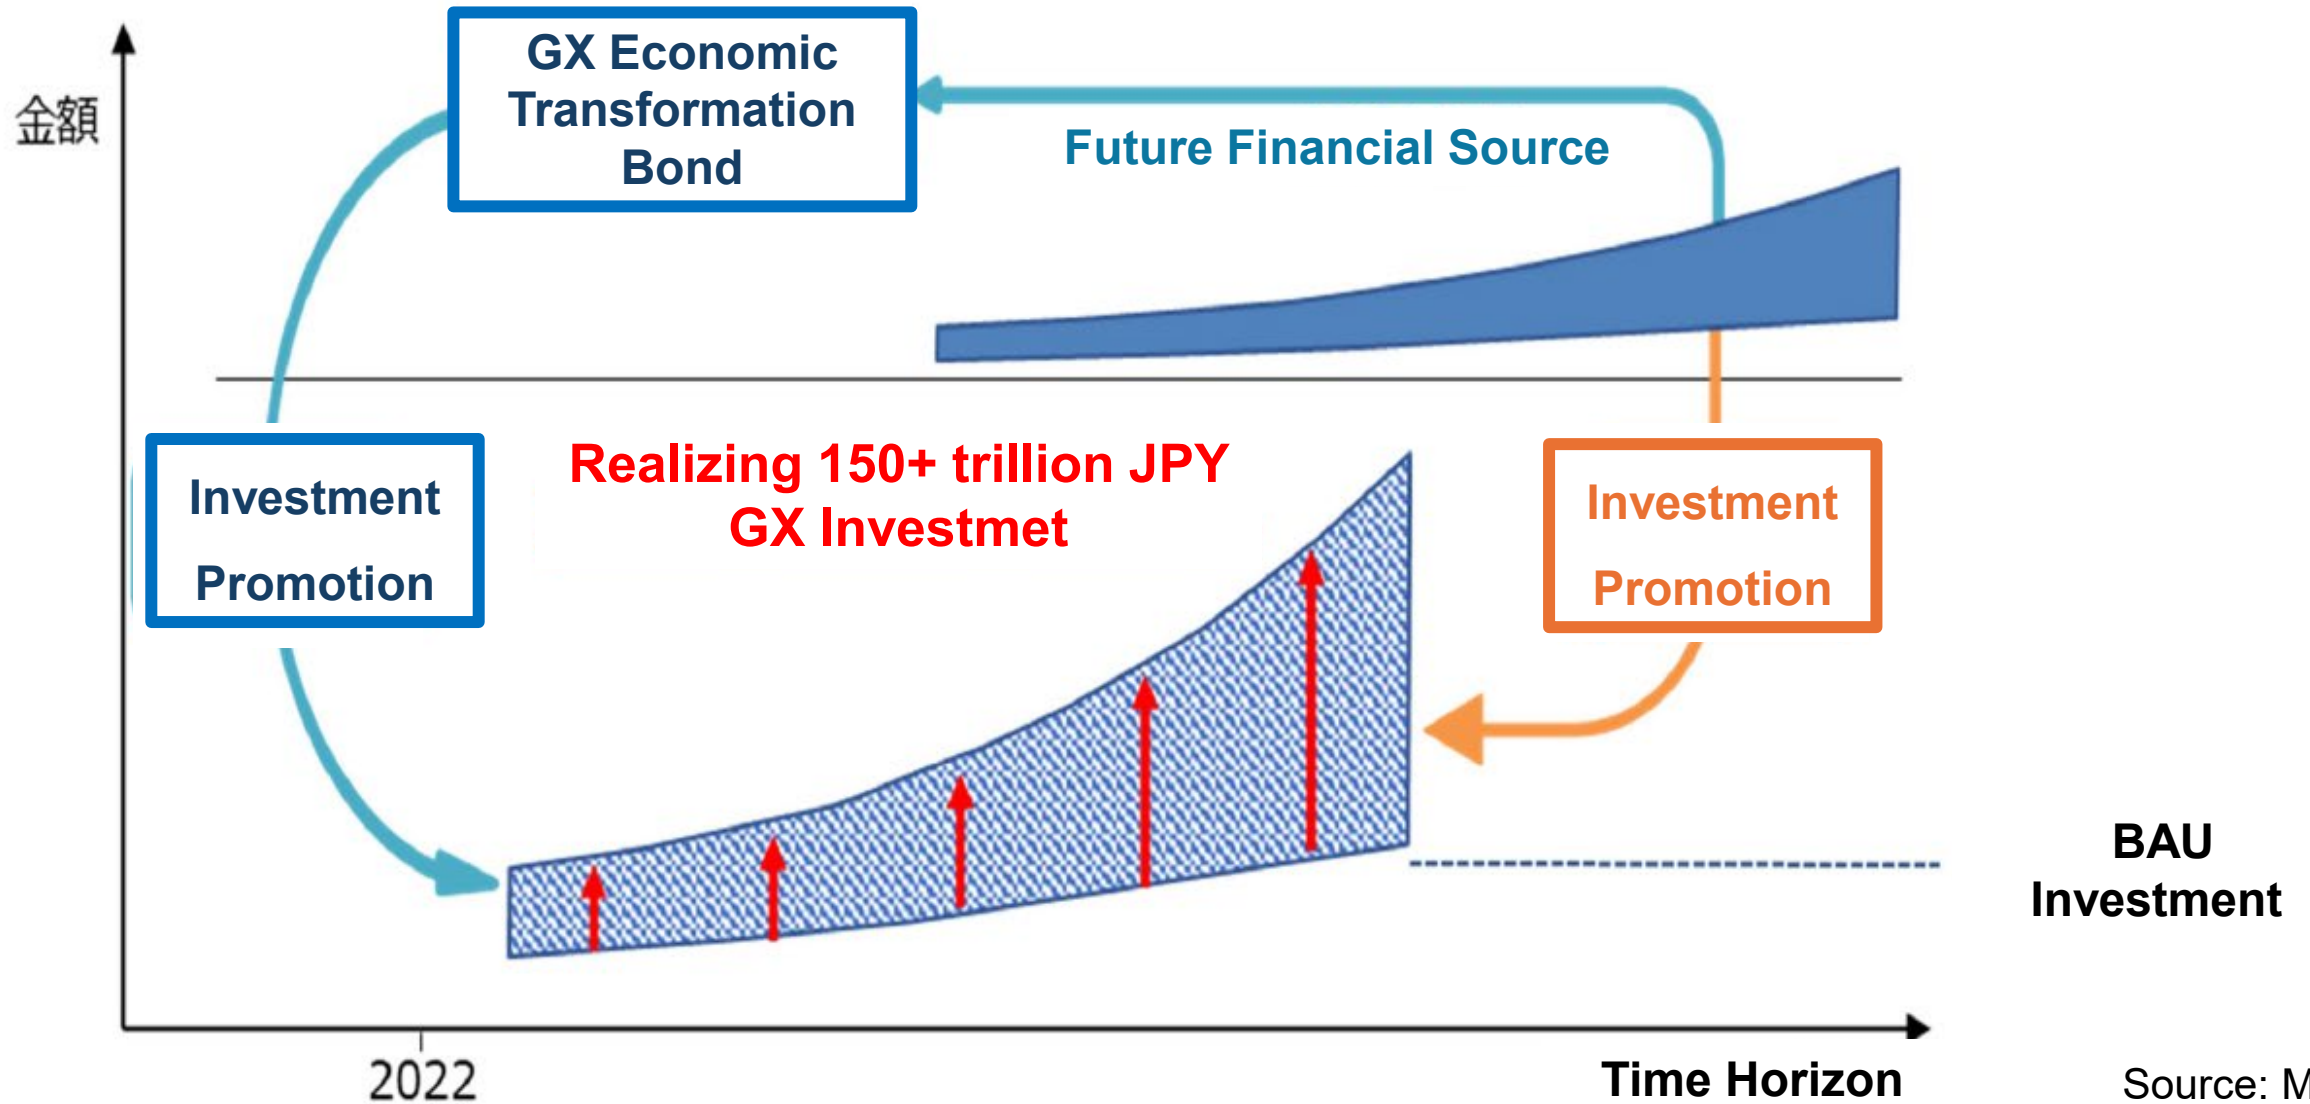 金額
GX Economic
Transformation
Bond
Future Financial Source
Investment
Promotion
Realizing 150+ trillion JPY
GX Investmet
Investment
Promotion
BAU
Investment
2022
Time Horizon
Source: M